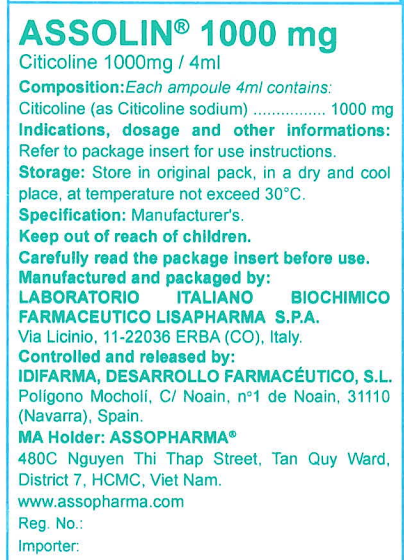 ASSOLIN® 1000 mg
Citicoline 1000mg / 4ml
Composition:Each ampoule 4ml contains:
Citicoline (as Citicoline sodium) ................ 1000 mg
Indications, dosage and other informations:
Refer to package insert for use instructions.
Storage: Store in original pack, in a dry and cool
place, at temperature not exceed 30°C.
Specification: Manufacturer's.
Keep out of reach of children.
Carefully read the package insert before use.
Manufactured and packaged by:
LABORATORIO ITALIANO BIOCHIMICO
FARMACEUTICO LISAPHARMA S.P.A.
Via Licinio, 11-22036 ERBA (CO), Italy.
Controlled and released by:
IDIFARMA, DESARROLLO FARMACÉUTICO, S.L.
Polígono Mocholí, C/ Noain, nº1 de Noain, 31110
(Navarra), Spain.
MA Holder: ASSOPHARMA®
480C Nguyen Thi Thap Street, Tan Quy Ward,
District 7, HCMC, Viet Nam.
www.assopharma.com
Reg. No.:
Importer: